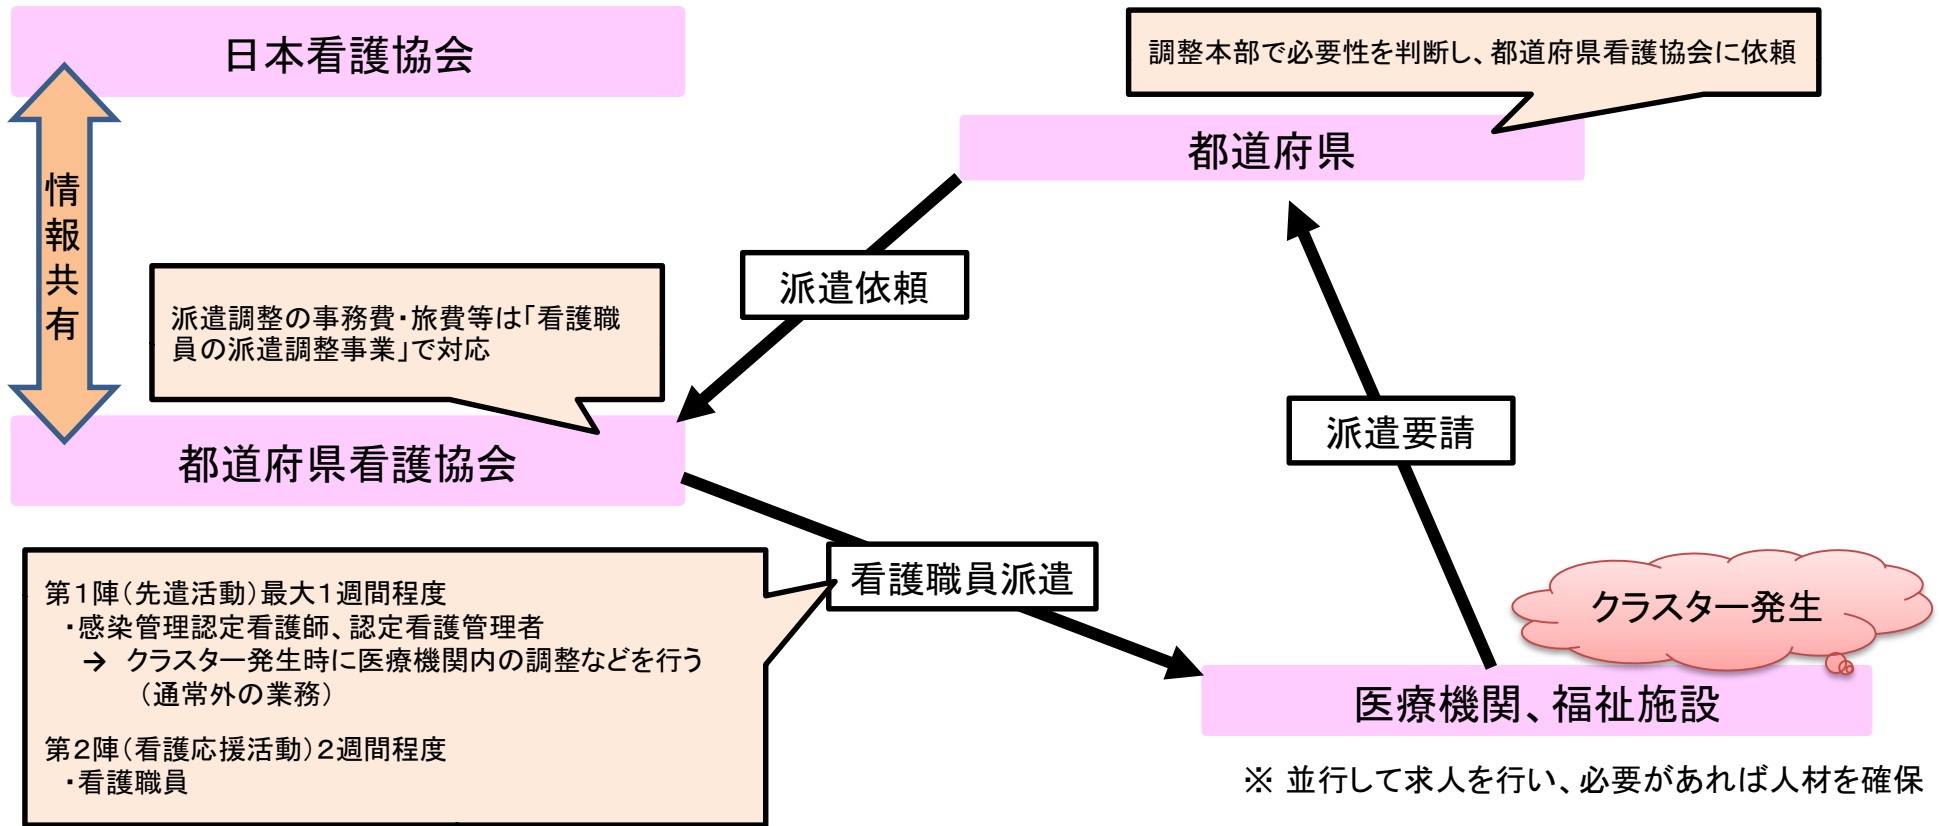 日本看護協会
調整本部で必要性を判断し、都道府県看護協会に依頼
都道府県
情報共有
派遣依頼
派遣調整の事務費・旅費等は「看護職
員の派遣調整事業」で対応
派遣要請
都道府県看護協会
看護職員派遣
第１陣（先遣活動）最大１週間程度
・感染管理認定看護師、認定看護管理者
→ クラスター発生時に医療機関内の調整などを行う
（通常外の業務）
第２陣（看護応援活動）２週間程度
・看護職員
クラスター発生
医療機関、福祉施設
※ 並行して求人を行い、必要があれば人材を確保